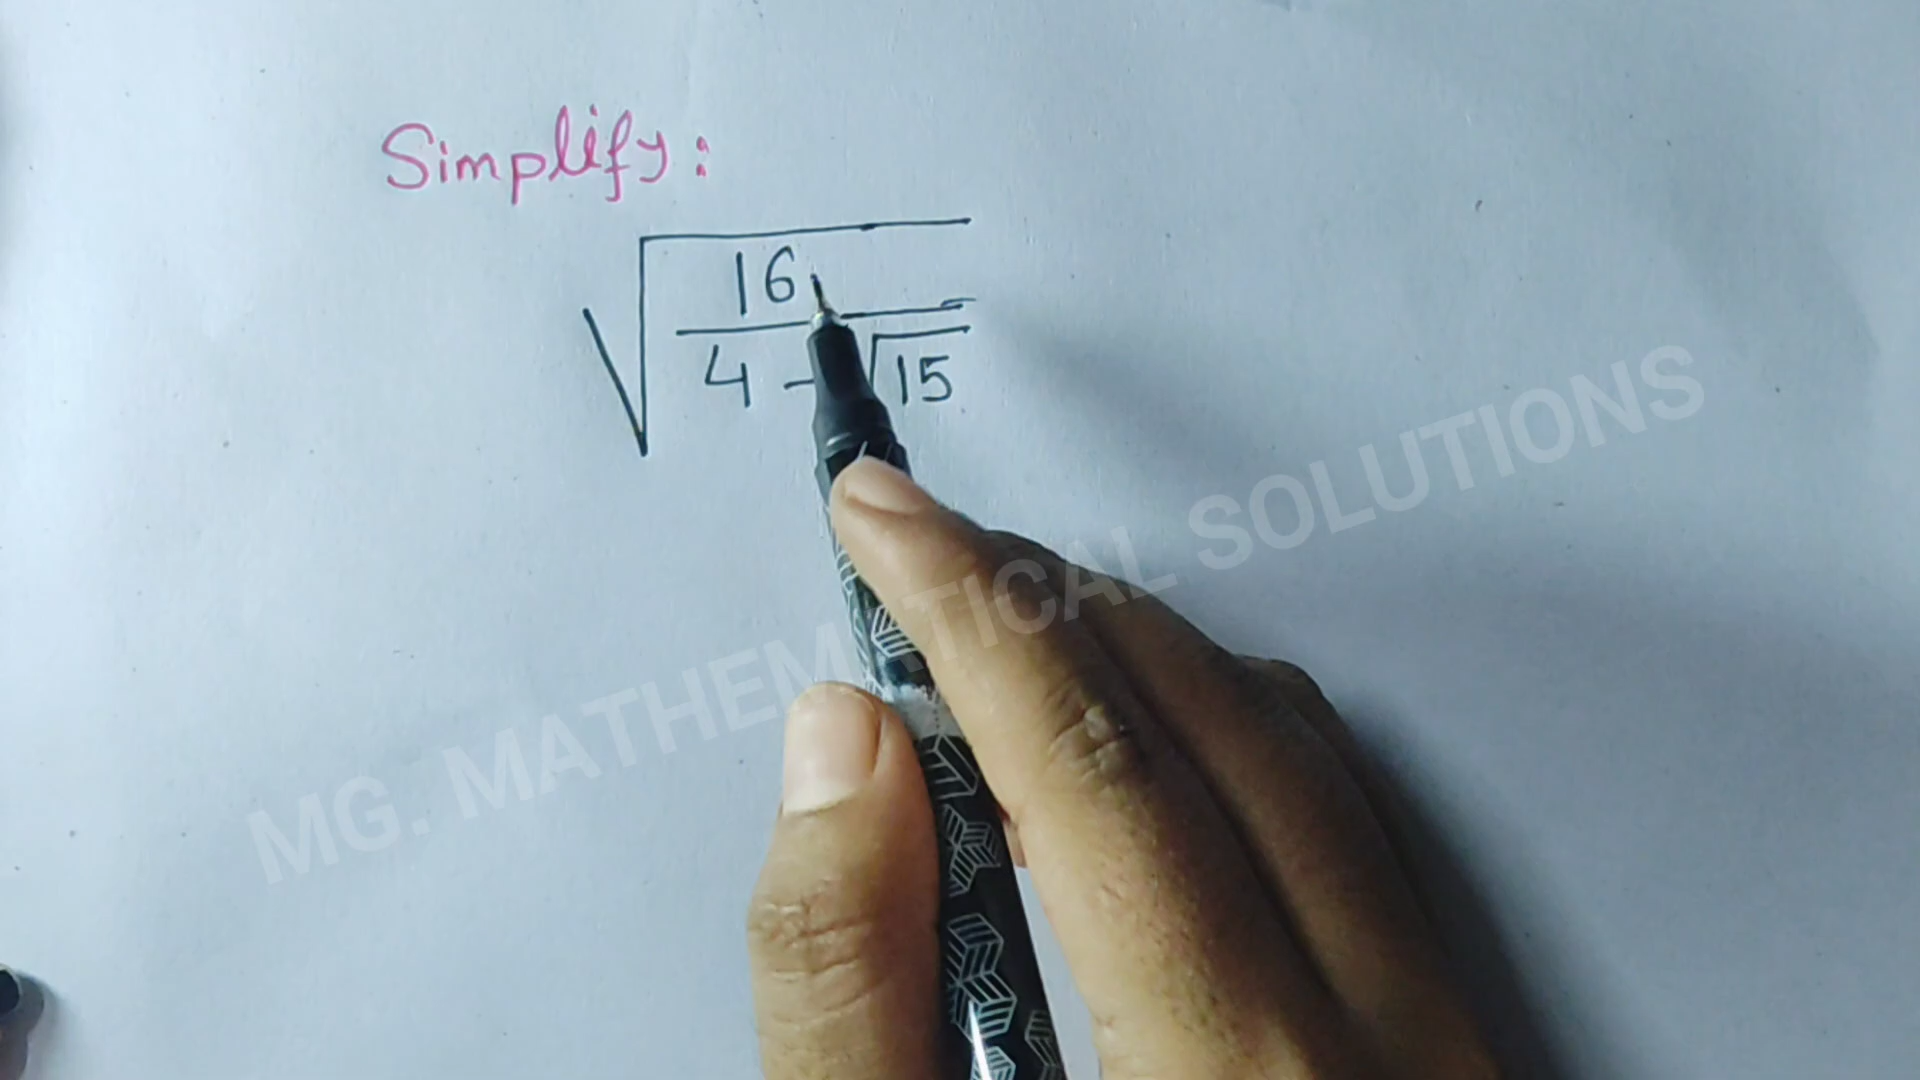 Simplify:
√(16 / (4 - √15))
MG. MATHEMATICAL SOLUTIONS